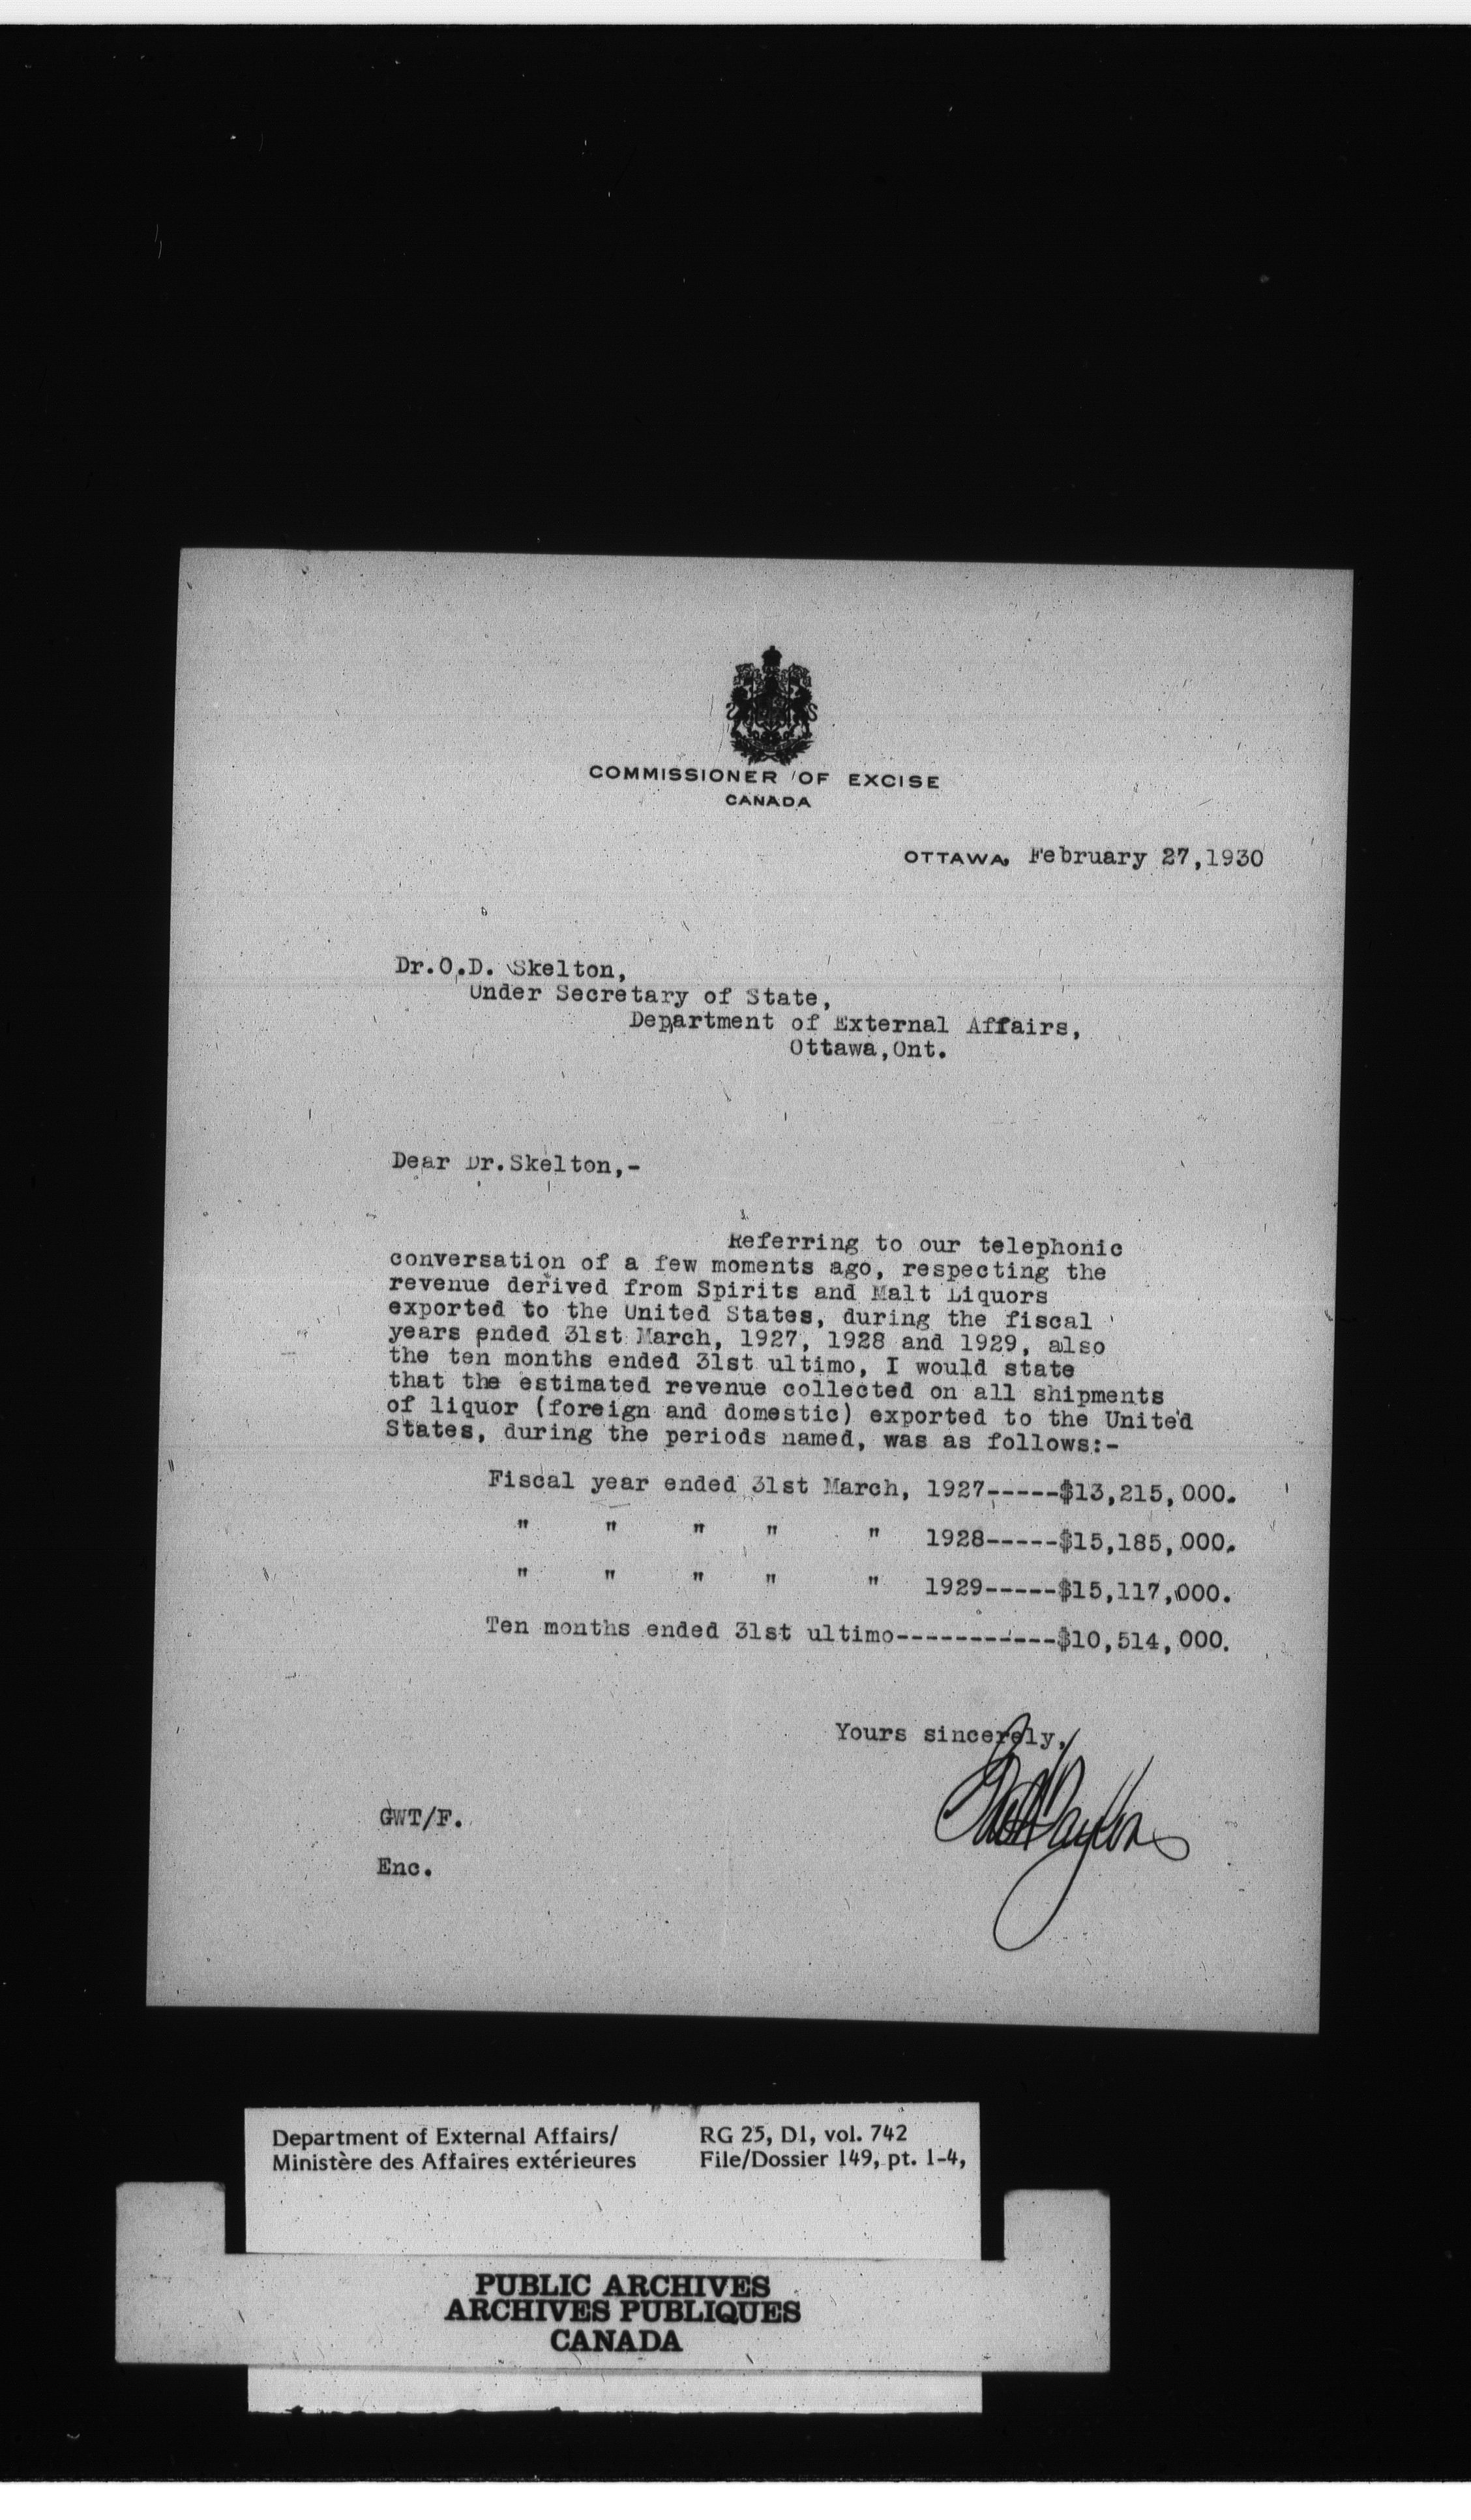 COMMISSIONER OF EXCISE
CANADA
OTTAWA, February 27,1930
Dr.O.D. Skelton,
Under Secretary of State,
Department of External Affairs,
Ottawa,Ont.
Dear Dr.Skelton,-
Referring to our telephonic
conversation of a few moments ago, respecting the
revenue derived from Spirits and Malt Liquors
exported to the United States, during the fiscal
years ended 31st March, 1927, 1928 and 1929, also
the ten months ended 31st ultimo, I would state
that the estimated revenue collected on all shipments
of liquor (foreign and domestic) exported to the United
States, during the periods named, was as follows:-
Fiscal year ended 31st March, 1927-----$13,215,000.
" " " " " 1928-----$15,185,000.
" " " " " 1929-----$15,117,000.
Ten months ended 31st ultimo-----------$10,514,000.
Yours sincerely,
GWT/F.
Enc.
Department of External Affairs/ RG 25, D1, vol. 742
Ministère des Affaires extérieures File/Dossier 149, pt. 1-4,
PUBLIC ARCHIVES
ARCHIVES PUBLIQUES
CANADA